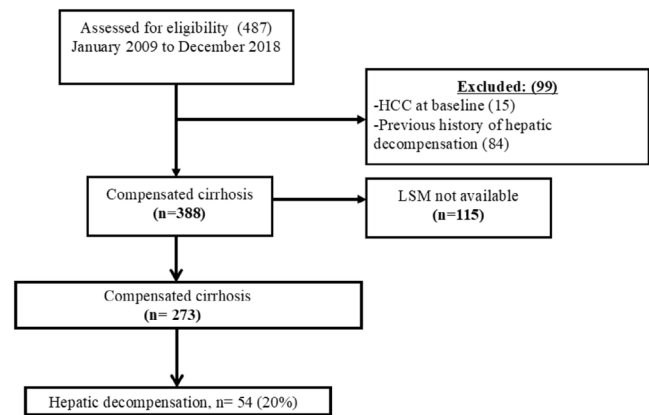 Assessed for eligibility (487)
January 2009 to December 2018
Excluded: (99)
-HCC at baseline (15)
-Previous history of hepatic
decompensation (84)
Compensated cirrhosis
(n=388)
LSM not available
(n=115)
Compensated cirrhosis
(n= 273)
Hepatic decompensation, n= 54 (20%)